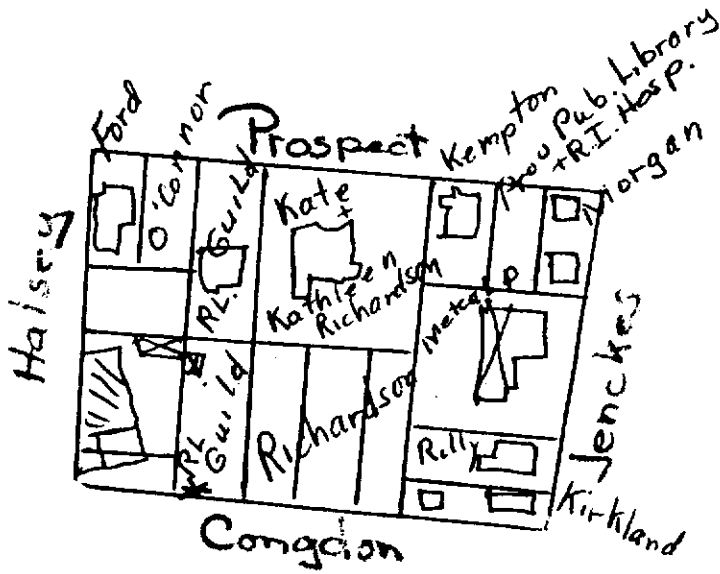 Ford
O'Connor
Prospect
Kempton
Prov Pub. Library
+ R.I. Hosp.
Morgan
Halsey
R.L. Guild
Kate
+
Kathleen
Richardson
Metcalf
P
R.L.
Guild
Richardson
Jenckes
Kirkland
Congdon